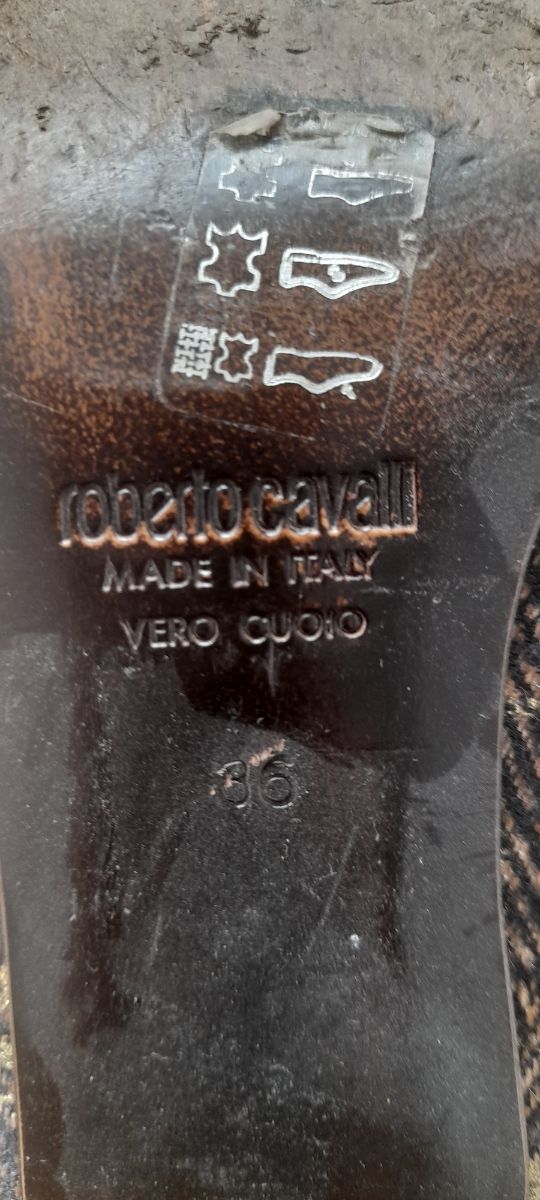 roberto cavalli
MADE IN ITALY
VERO CUOIO
36